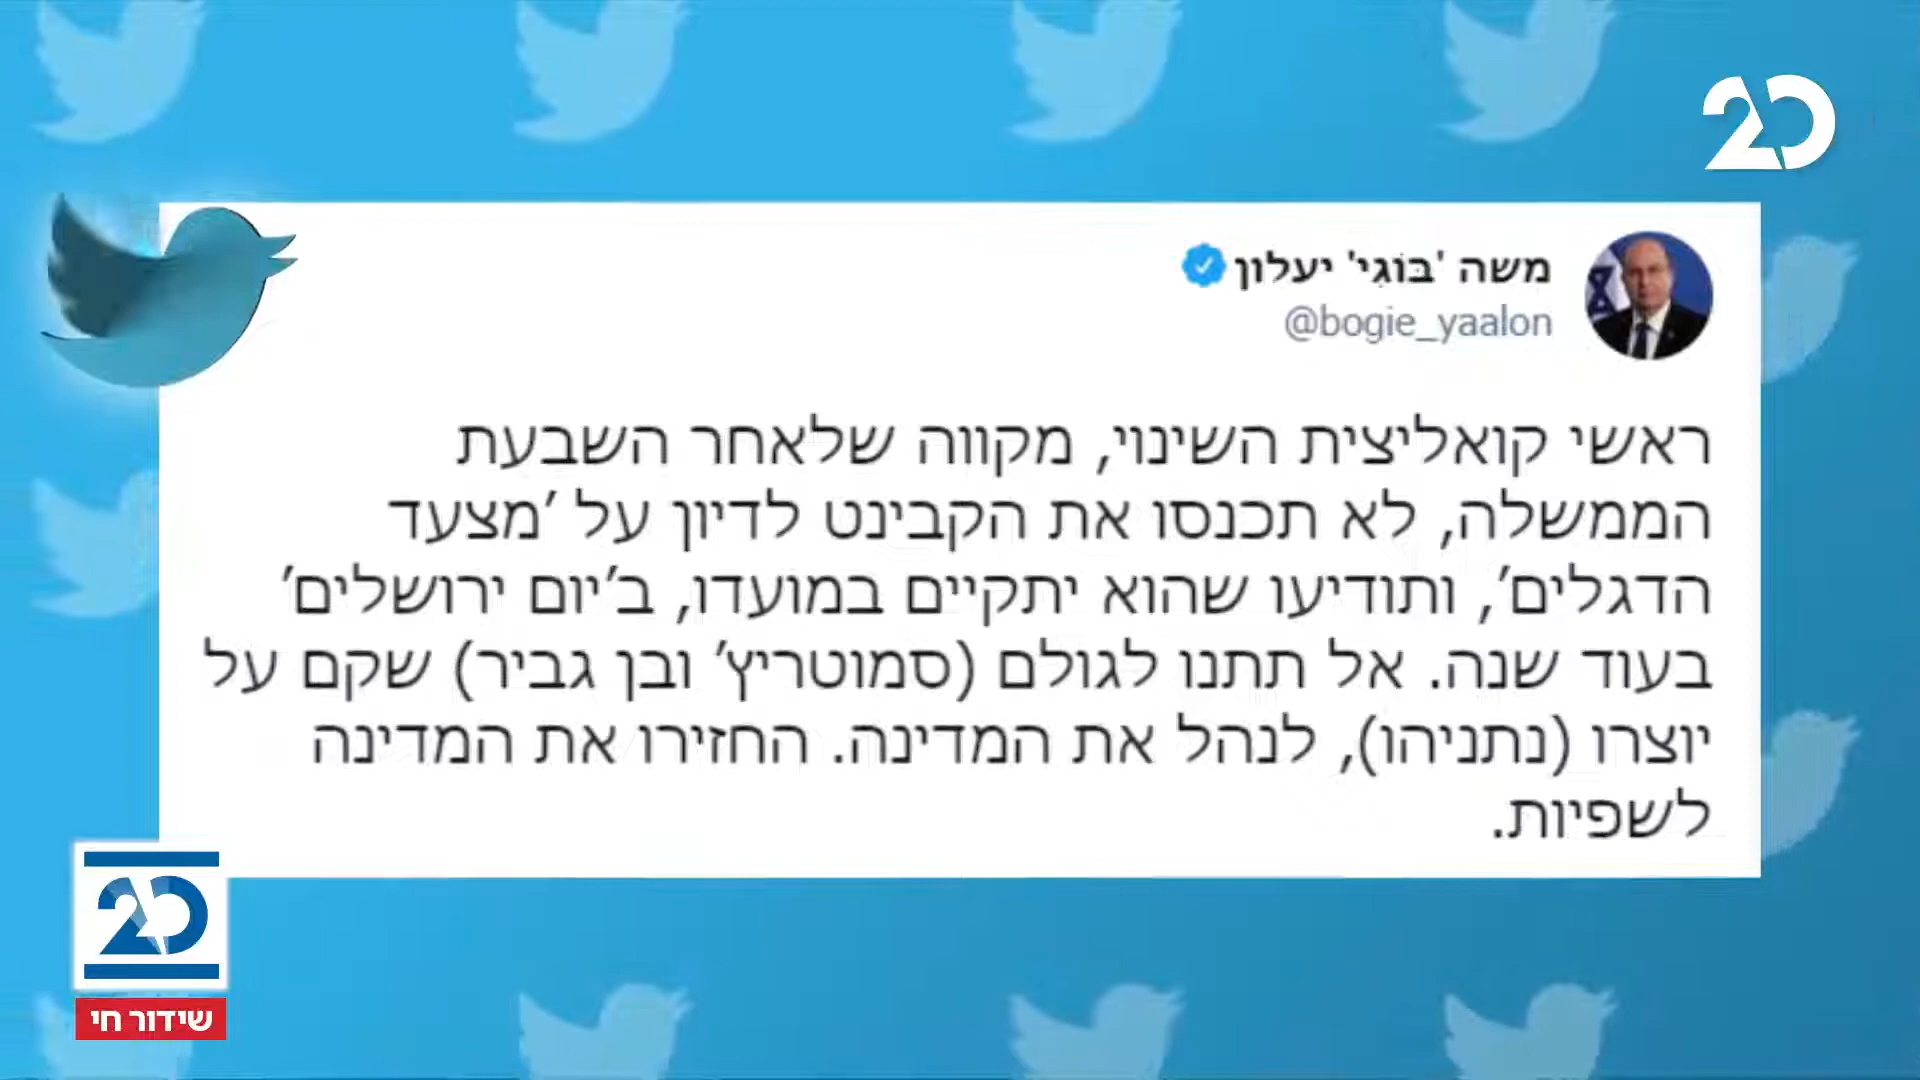 20
משה 'בּוֹגִי' יעלון
@bogie_yaalon
ראשי קואליצית השינוי, מקווה שלאחר השבעת
הממשלה, לא תכנסו את הקבינט לדיון על 'מצעד
הדגלים', ותודיעו שהוא יתקיים במועדו, ב'יום ירושלים'
בעוד שנה. אל תתנו לגולם (סמוטריץ' ובן גביר) שקם על
יוצרו (נתניהו), לנהל את המדינה. החזירו את המדינה
לשפיות.
20
שידור חי